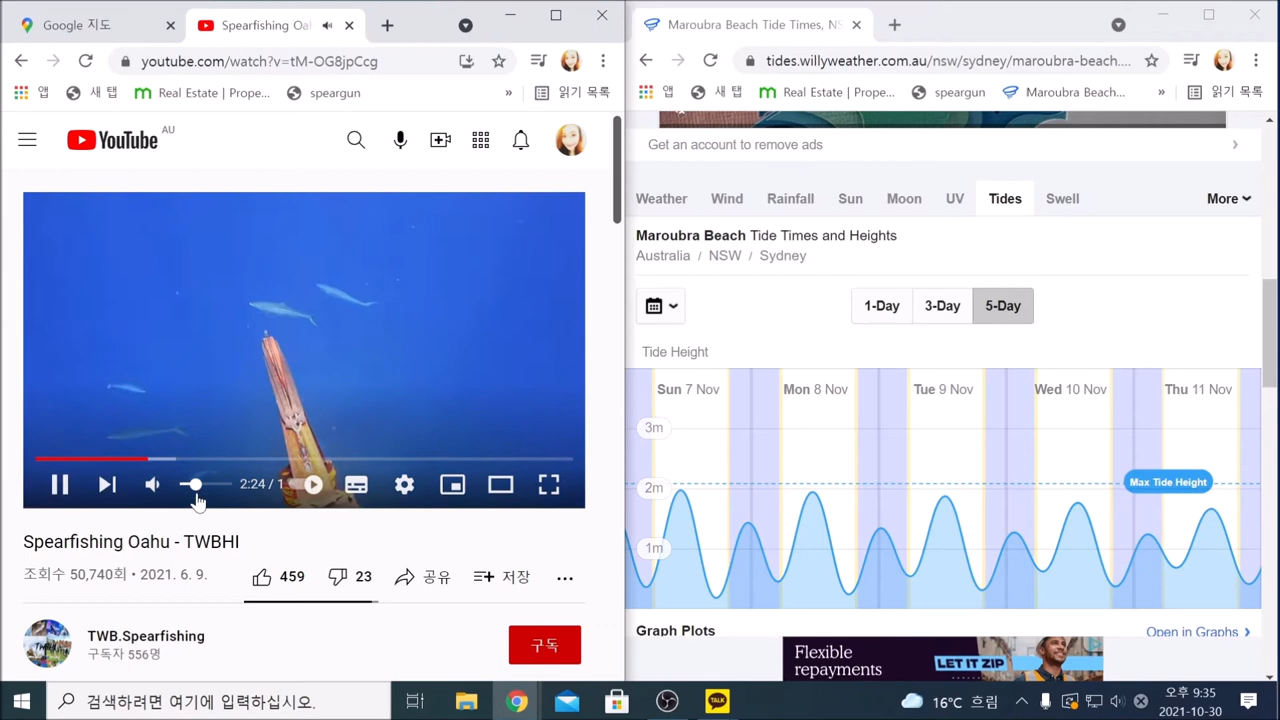 Google 지도
Spearfishing Oal
youtube.com/watch?v=tM-OG8jpCcg
앱
새 탭
Real Estate | Prope...
speargun
»
읽기 목록
YouTube AU
2:24 / 1
Spearfishing Oahu - TWBHI
조회수 50,740회 • 2021. 6. 9.
459
23
공유
저장
TWB.Spearfishing
구독자 556명
구독
Maroubra Beach Tide Times, NS
tides.willyweather.com.au/nsw/sydney/maroubra-beach....
앱
새 탭
Real Estate | Prope...
speargun
Maroubra Beach...
»
읽기 목록
Get an account to remove ads
Weather Wind Rainfall Sun Moon UV Tides Swell More
Maroubra Beach Tide Times and Heights
Australia / NSW / Sydney
1-Day 3-Day 5-Day
Tide Height
Sun 7 Nov Mon 8 Nov Tue 9 Nov Wed 10 Nov Thu 11 Nov
3m
2m
Max Tide Height
1m
Graph Plots
Open in Graphs
Flexible
repayments
LET IT ZIP
검색하려면 여기에 입력하십시오.
TALK
16°C 흐림
오후 9:35
2021-10-30